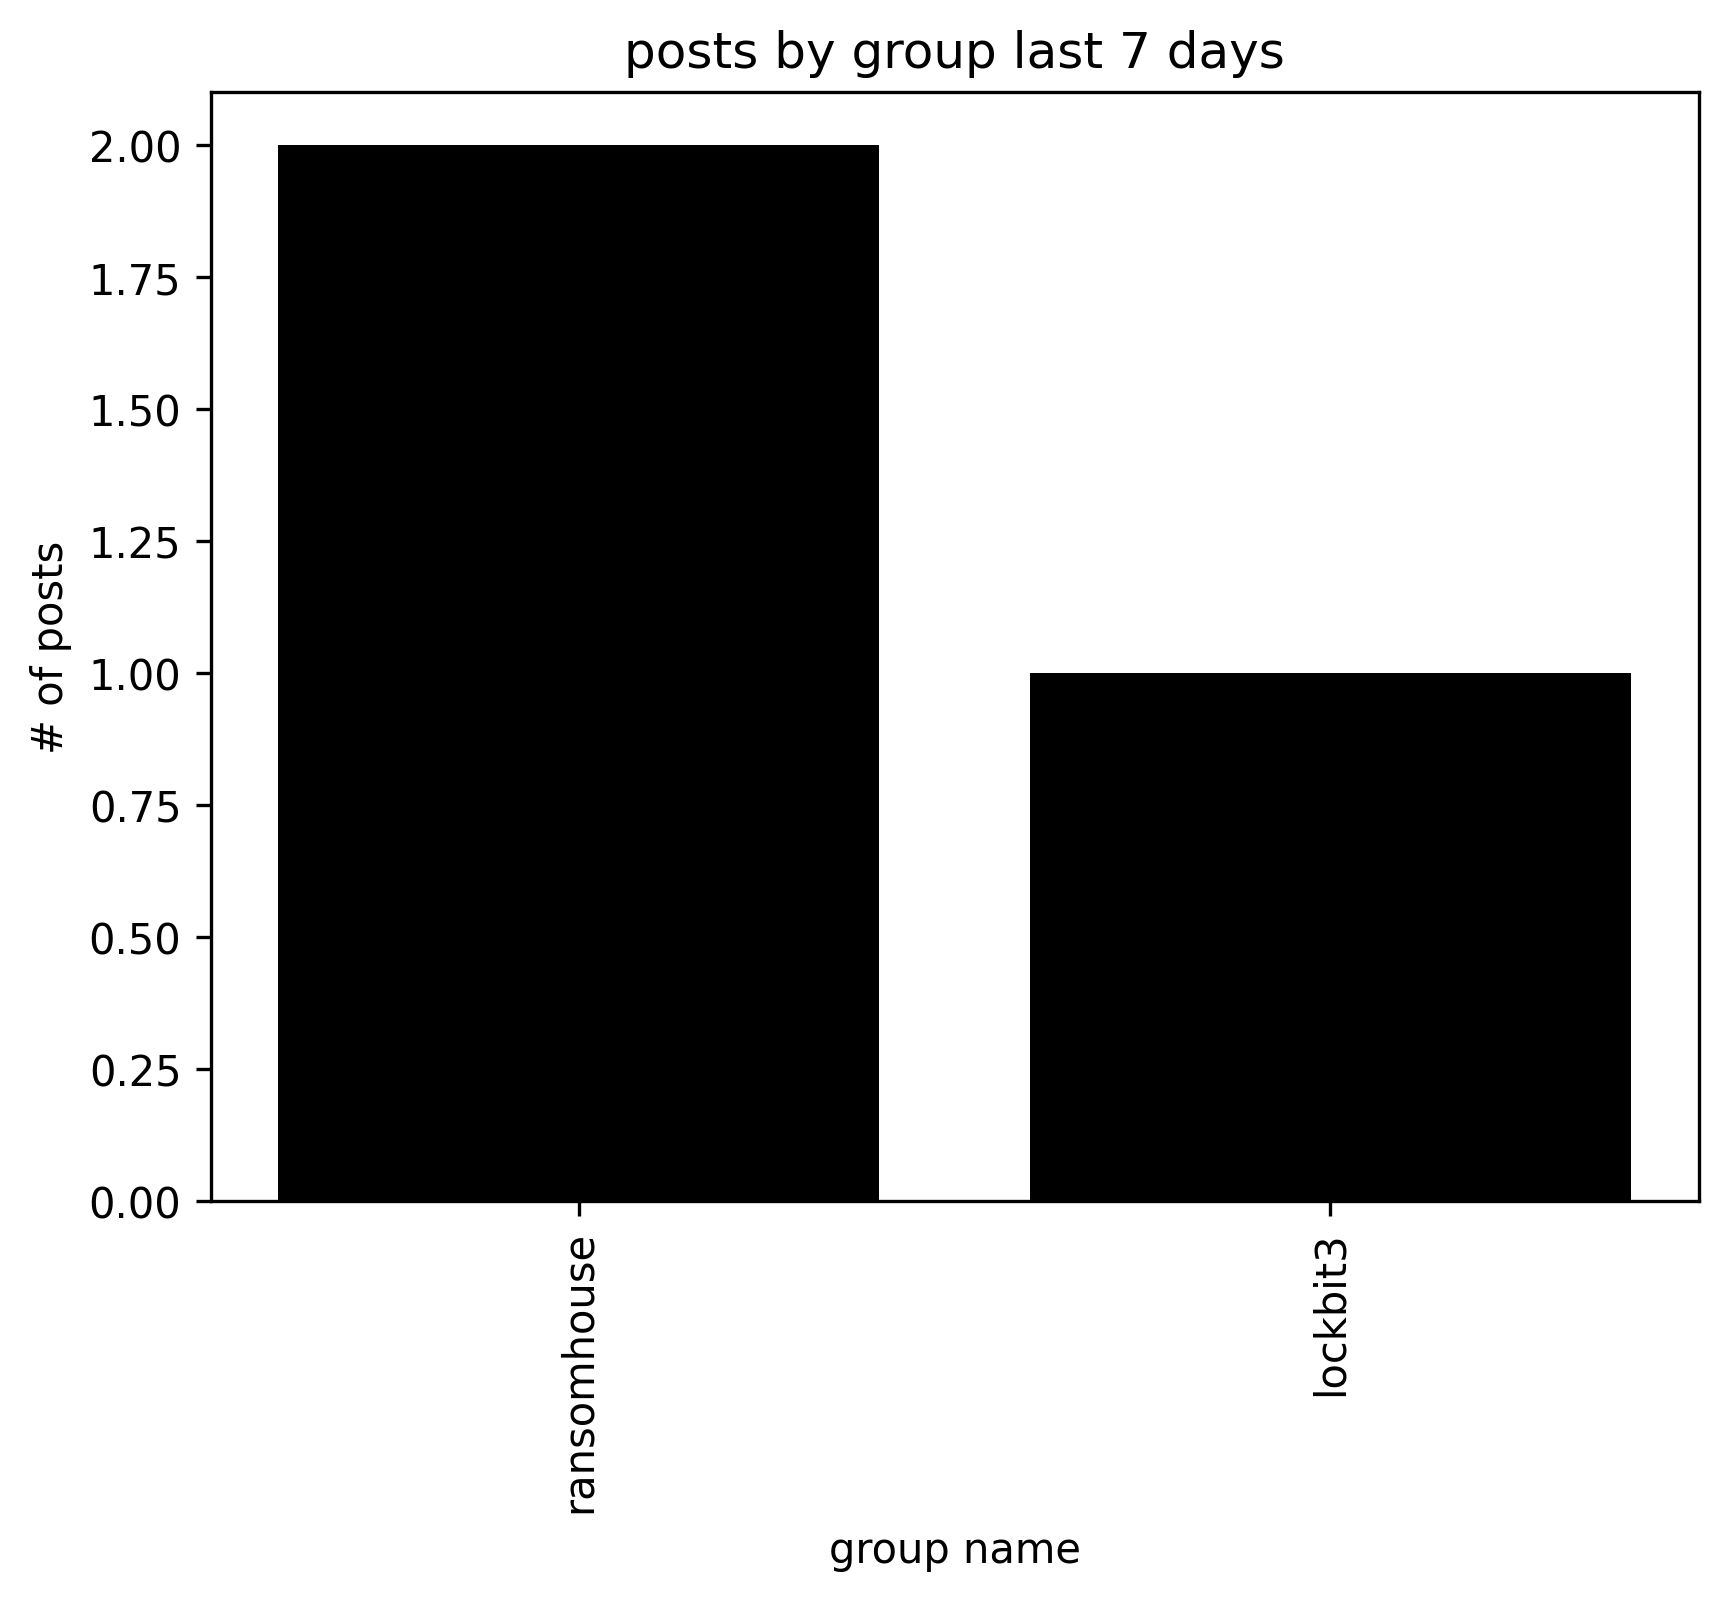 posts by group last 7 days
2.00
1.75
1.50
1.25
1.00
0.75
0.50
0.25
0.00
# of posts
ransomhouse
lockbit3
group name